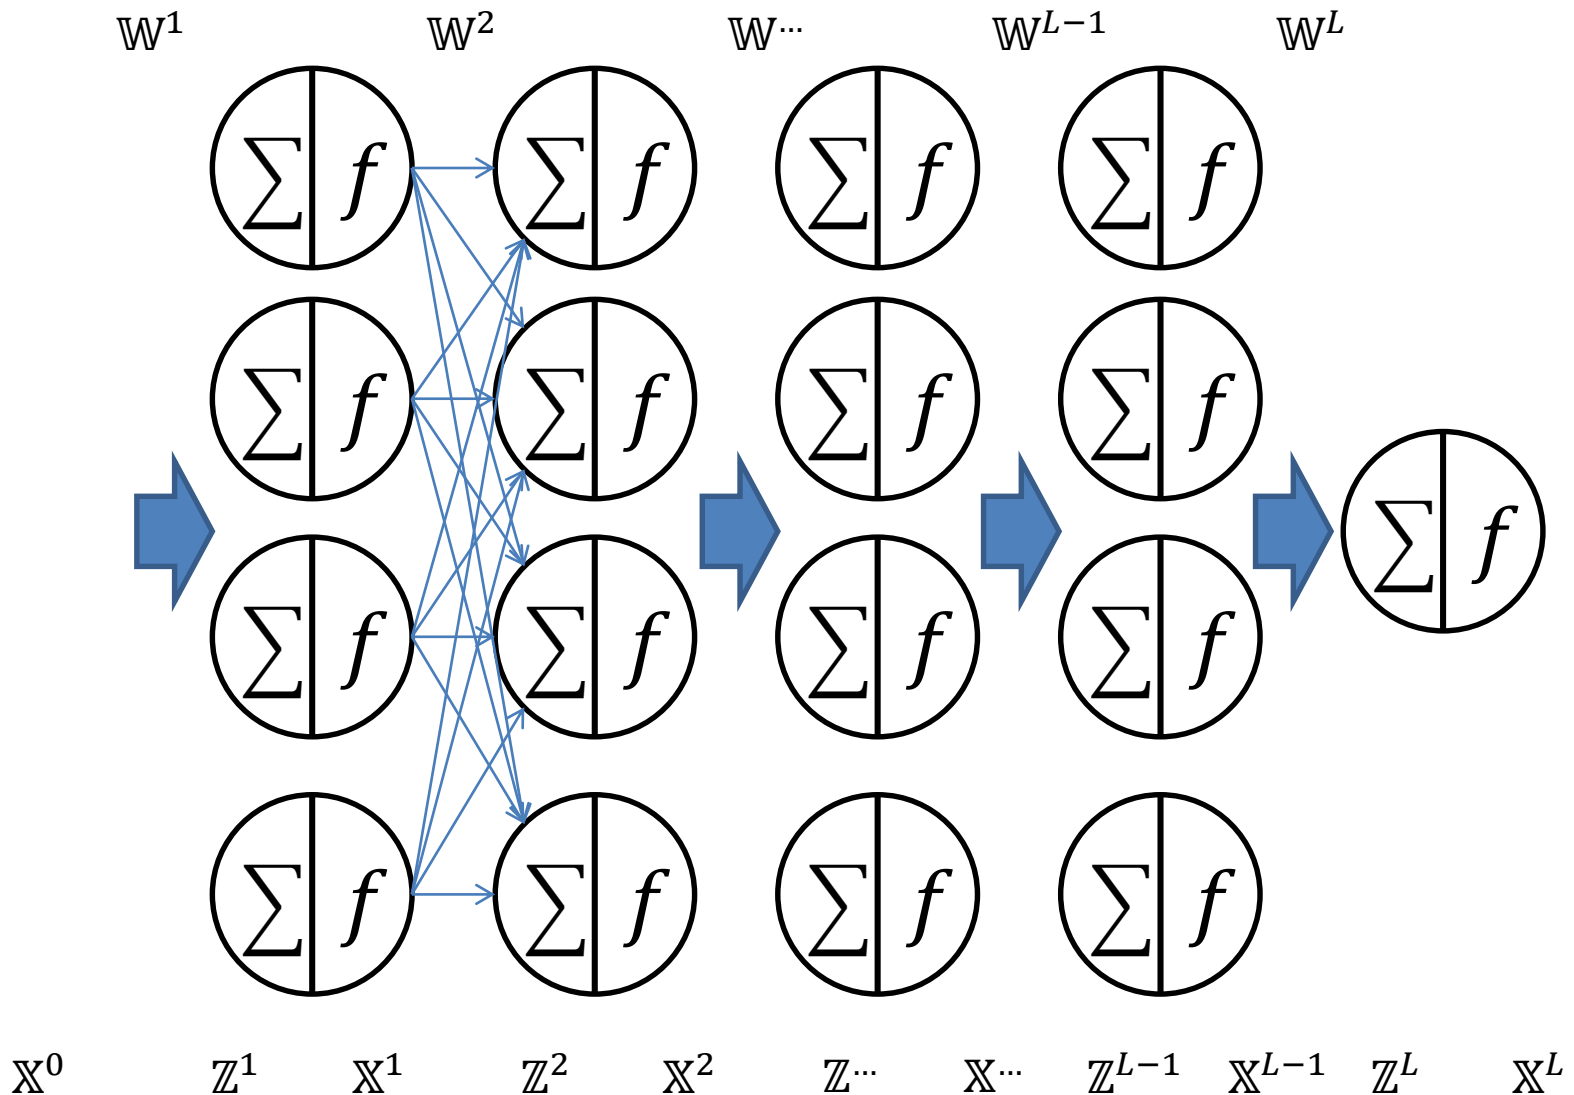 𝕎¹ 𝕎² 𝕎^… 𝕎^{L−1} 𝕎^L
∑ f ∑ f ∑ f ∑ f
∑ f ∑ f ∑ f ∑ f
∑ f
∑ f ∑ f ∑ f ∑ f
∑ f ∑ f ∑ f ∑ f
𝕏⁰ ℤ¹ 𝕏¹ ℤ² 𝕏² ℤ^… 𝕏^… ℤ^{L−1} 𝕏^{L−1} ℤ^L 𝕏^L